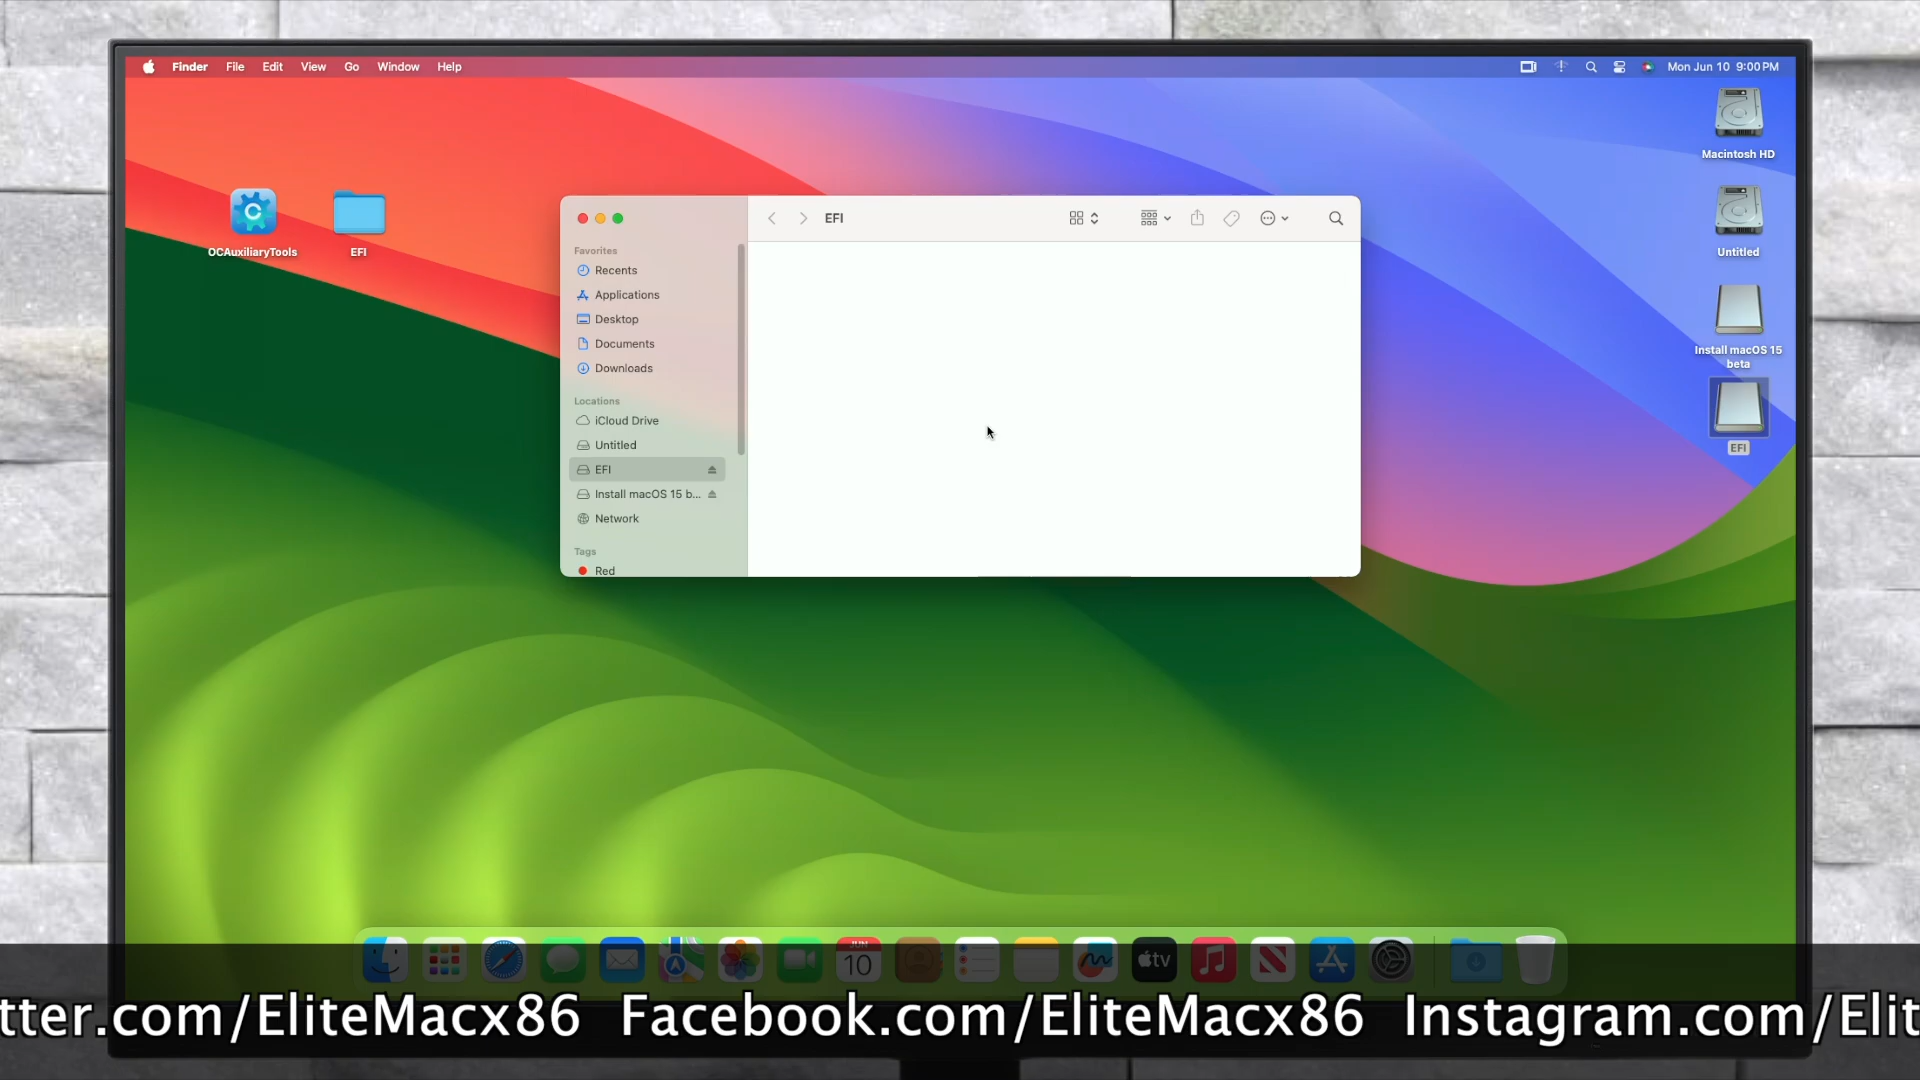 Finder File Edit View Go Window Help
Mon Jun 10 9:00 PM
Macintosh HD
Untitled
Install macOS 15
beta
EFI
OCAuxiliaryTools
EFI
EFI
Favorites
Recents
Applications
Desktop
Documents
Downloads
Locations
iCloud Drive
Untitled
EFI
Install macOS 15 b...
Network
Tags
Red
JUN
10
tv
tter.com/EliteMacx86 Facebook.com/EliteMacx86 Instagram.com/Elit